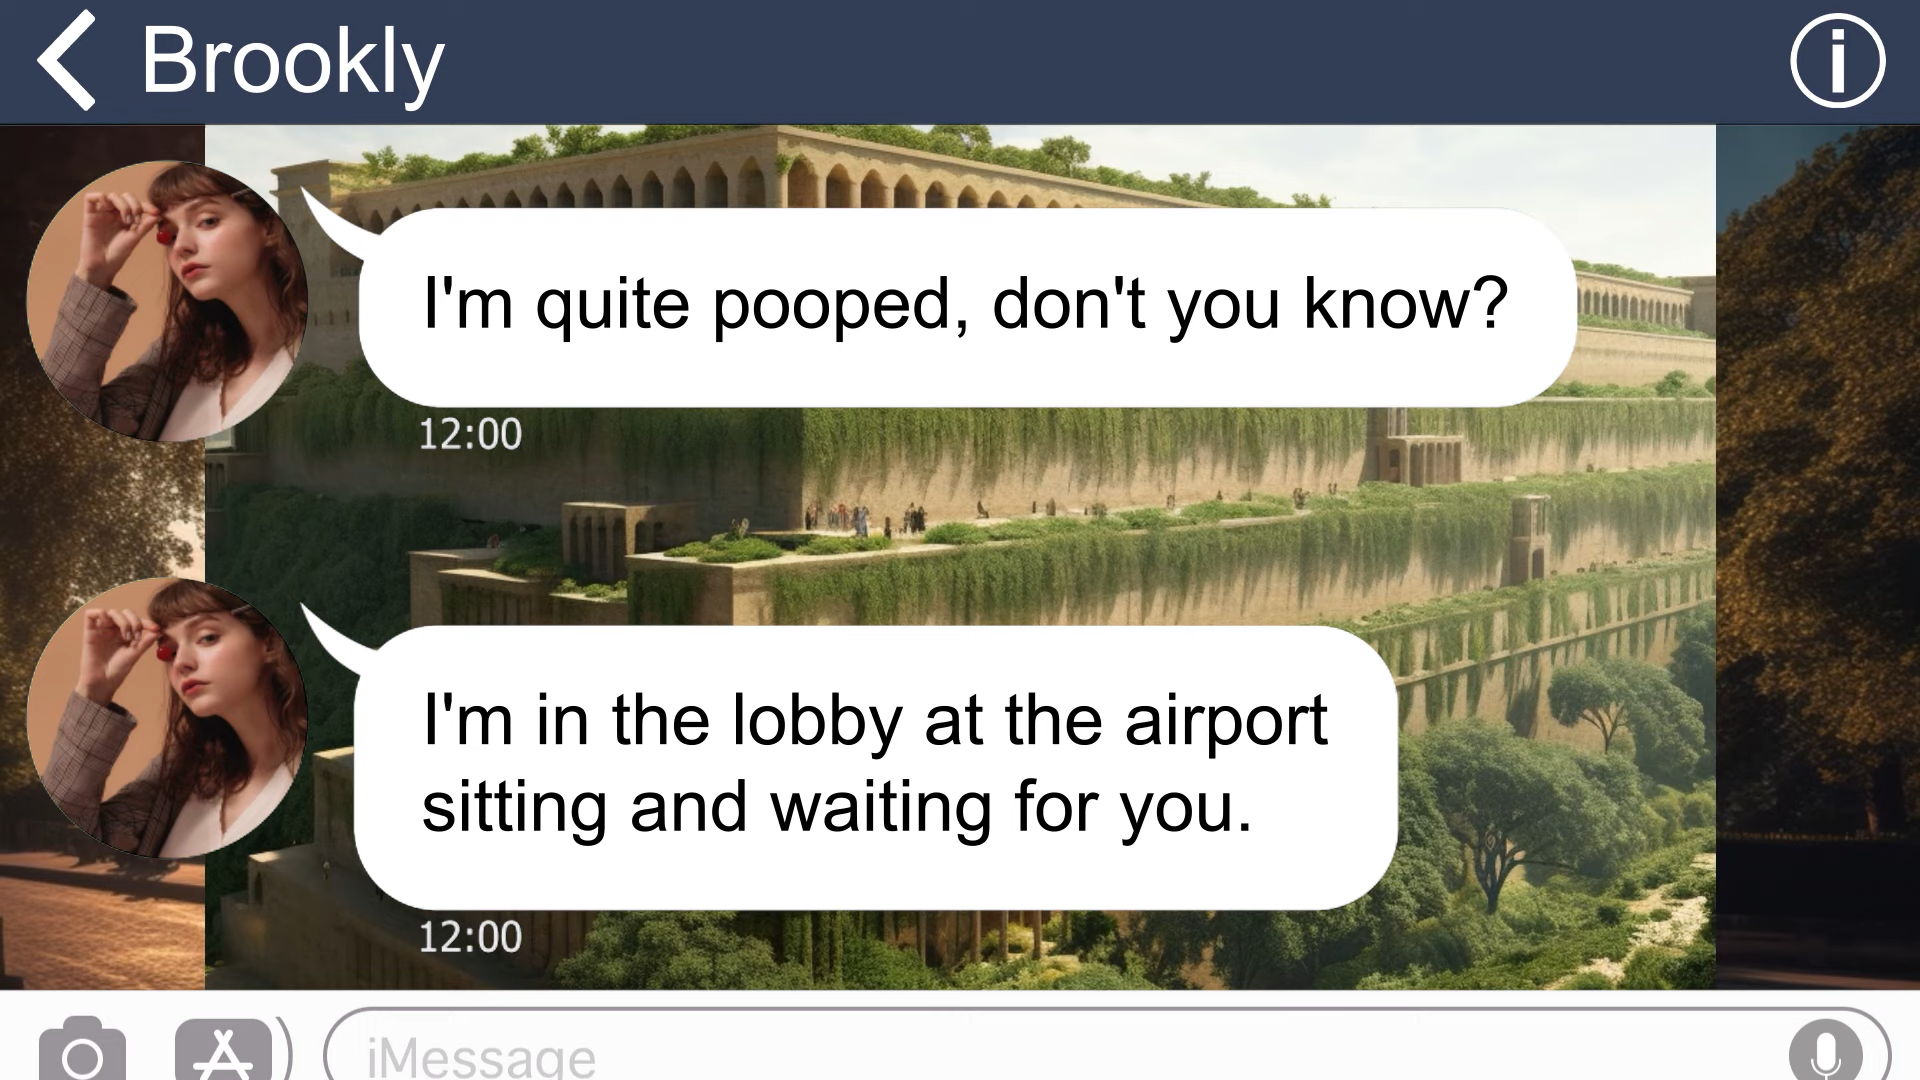 Brookly
I'm quite pooped, don't you know?
12:00
I'm in the lobby at the airport
sitting and waiting for you.
12:00
iMessage